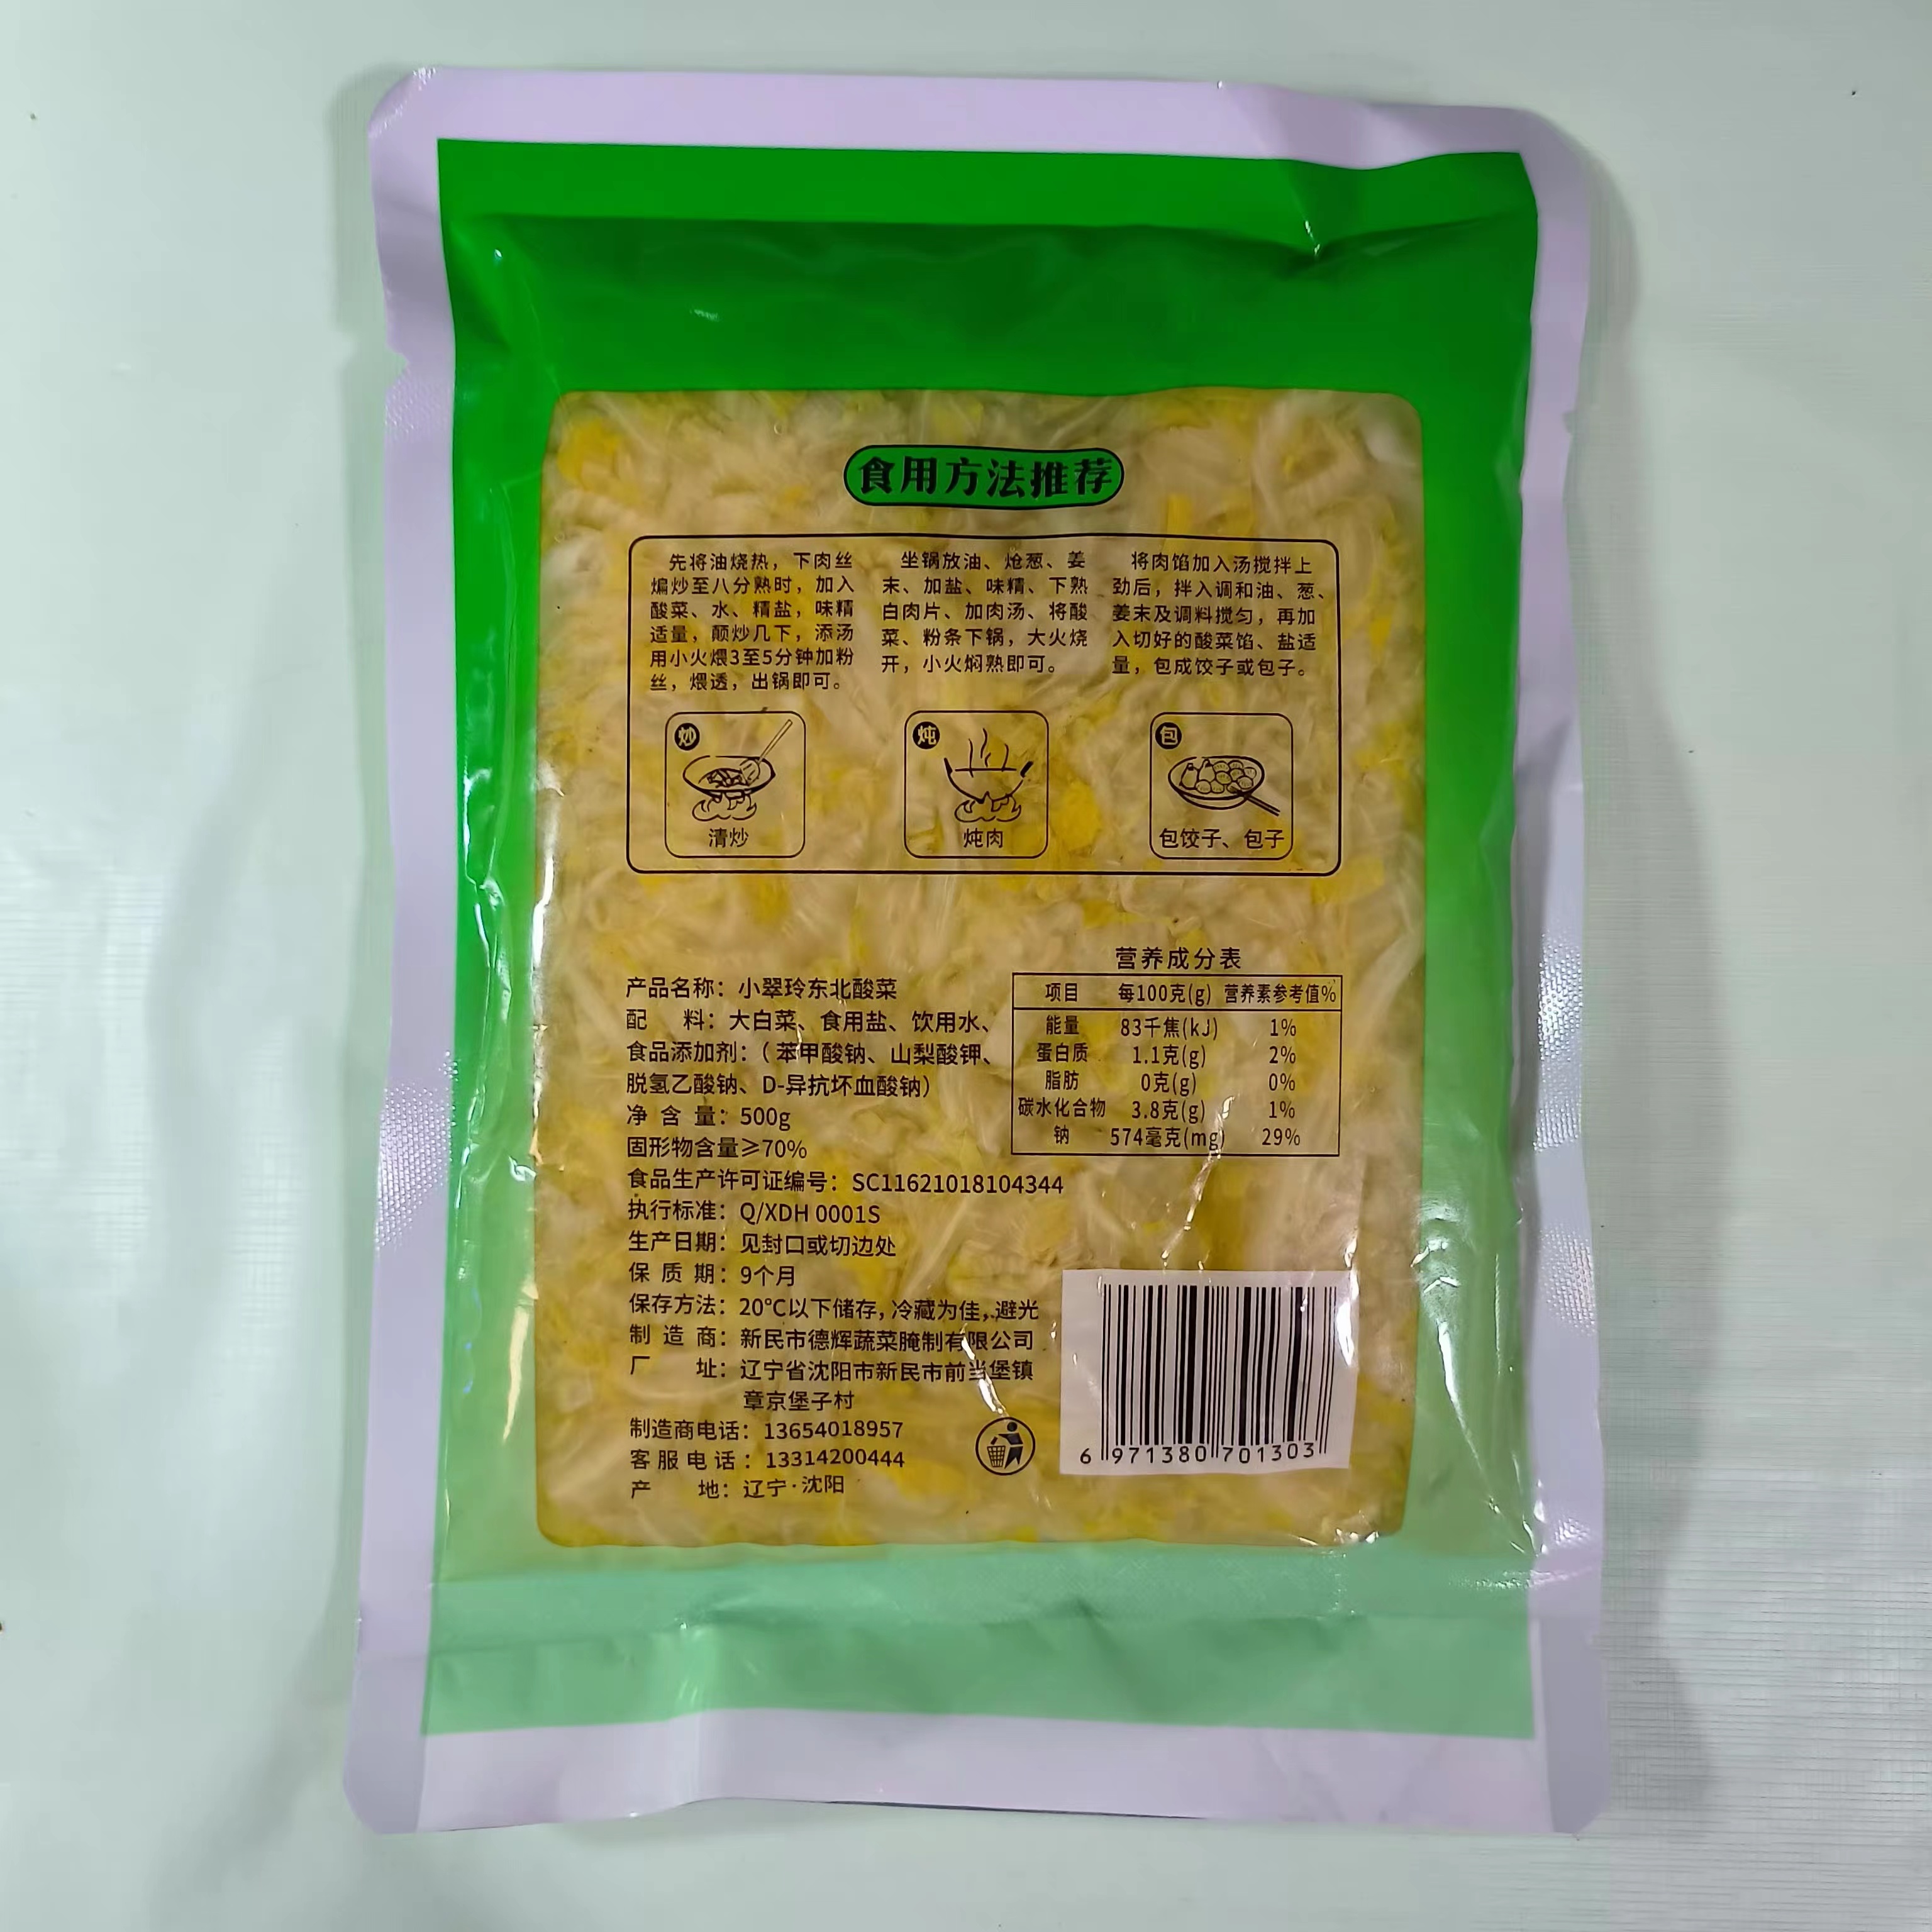 食用方法推荐
先将油烧热，下肉丝
煸炒至八分熟时，加入
酸菜、水、精盐，味精
适量，颠炒几下，添汤
用小火煨3至5分钟加粉
丝，煨透，出锅即可。
坐锅放油、炝葱、姜
末、加盐、味精、下熟
白肉片、加肉汤、将酸
菜、粉条下锅，大火烧
开，小火焖熟即可。
将肉馅加入汤搅拌上
劲后，拌入调和油、葱、
姜末及调料搅匀，再加
入切好的酸菜馅、盐适
量，包成饺子或包子。
炒
清炒
炖
炖肉
包
包饺子、包子
产品名称：小翠玲东北酸菜
配 料：大白菜、食用盐、饮用水、
食品添加剂：（苯甲酸钠、山梨酸钾、
脱氢乙酸钠、D-异抗坏血酸钠）
净含量：500g
固形物含量≥70%
食品生产许可证编号：SC11621018104344
执行标准：Q/XDH 0001S
生产日期：见封口或切边处
保质期：9个月
保存方法：20℃以下储存，冷藏为佳，避光
制造商：新民市德辉蔬菜腌制有限公司
厂 址：辽宁省沈阳市新民市前当堡镇
章京堡子村
制造商电话：13654018957
客服电话：13314200444
产 地：辽宁·沈阳
营养成分表
项目 每100克(g) 营养素参考值%
能量 83千焦(kJ) 1%
蛋白质 1.1克(g) 2%
脂肪 0克(g) 0%
碳水化合物 3.8克(g) 1%
钠 574毫克(mg) 29%
6 971380 701303